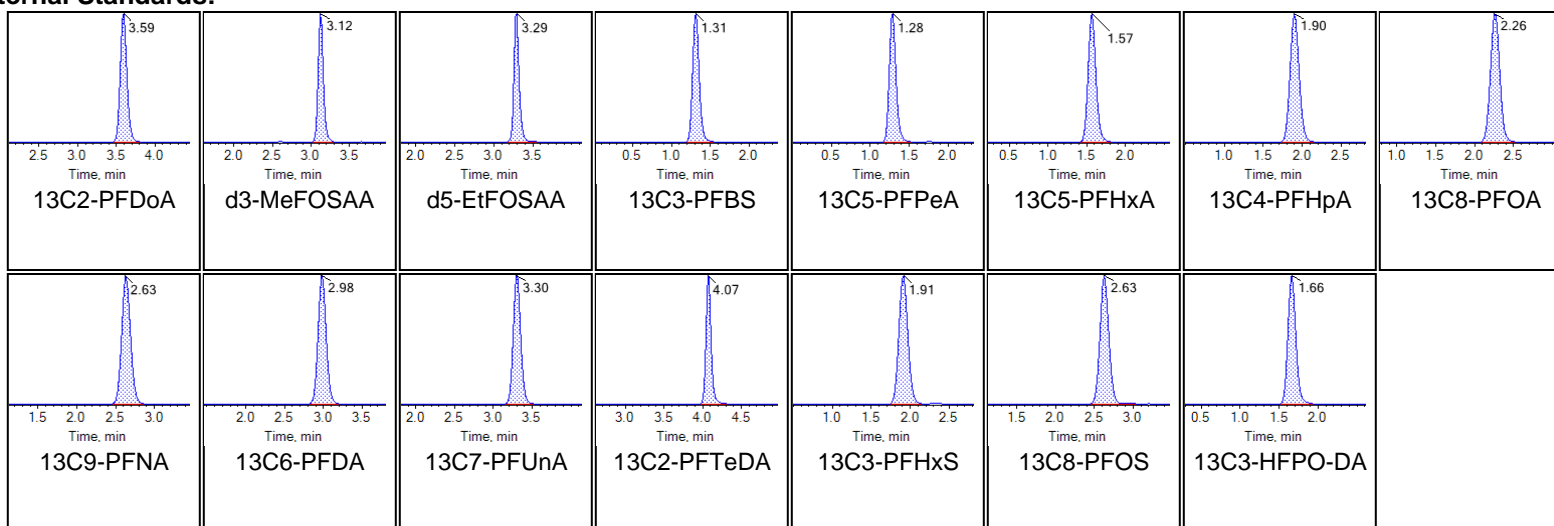 ternal Standards:
3.59 3.12 3.29 1.31 1.28 1.57 1.90 2.26
2.5 3.0 3.5 4.0 2.0 2.5 3.0 3.5 2.0 2.5 3.0 3.5 0.5 1.0 1.5 2.0 0.5 1.0 1.5 2.0 0.5 1.0 1.5 2.0 1.0 1.5 2.0 2.5 1.0 1.5 2.0 2.5
Time, min Time, min Time, min Time, min Time, min Time, min Time, min Time, min
13C2-PFDoA d3-MeFOSAA d5-EtFOSAA 13C3-PFBS 13C5-PFPeA 13C5-PFHxA 13C4-PFHpA 13C8-PFOA
2.63 2.98 3.30 4.07 1.91 2.63 1.66
1.5 2.0 2.5 3.0 2.0 2.5 3.0 3.5 2.0 2.5 3.0 3.5 3.0 3.5 4.0 4.5 1.0 1.5 2.0 2.5 1.5 2.0 2.5 3.0 0.5 1.0 1.5 2.0
Time, min Time, min Time, min Time, min Time, min Time, min Time, min
13C9-PFNA 13C6-PFDA 13C7-PFUnA 13C2-PFTeDA 13C3-PFHxS 13C8-PFOS 13C3-HFPO-DA